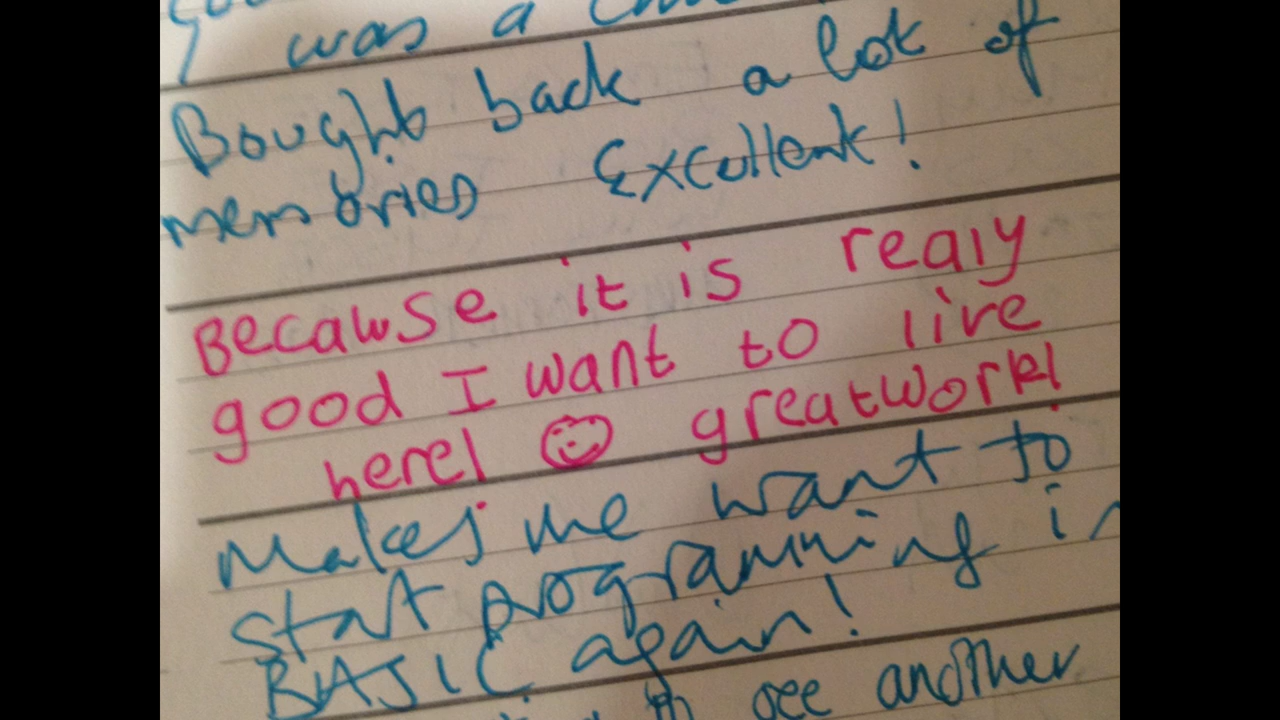 was a
Bought back a lot of
memories Excellent!
Because it is realy
good I want to live
here! greatwork!
Makes me want to
start programming in
BASIC again!
see another